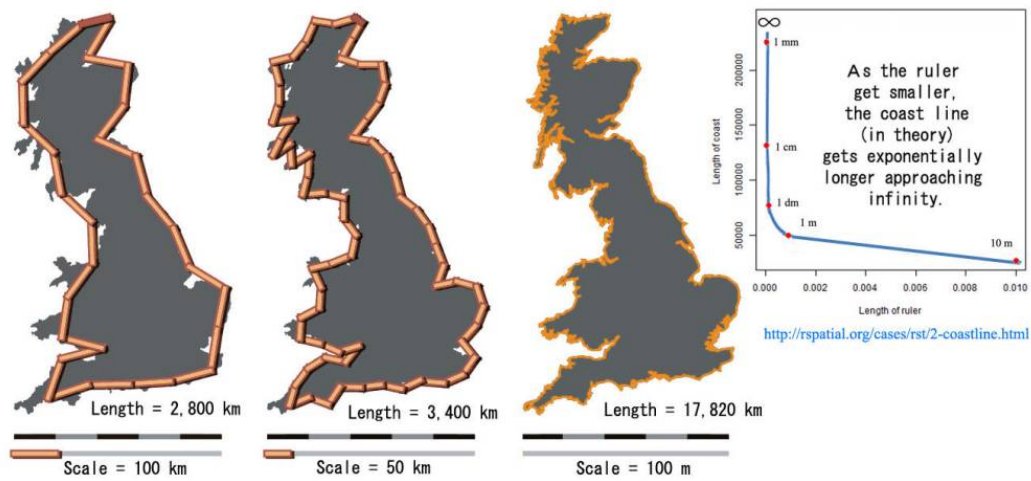 Length = 2,800 km
Scale = 100 km
Length = 3,400 km
Scale = 50 km
Length = 17,820 km
Scale = 100 m
∞
1 mm
1 cm
1 dm
1 m
10 m
As the ruler
get smaller,
the coast line
(in theory)
gets exponentially
longer approaching
infinity.
Length of coast
200000
150000
100000
50000
0.000 0.002 0.004 0.006 0.008 0.010
Length of ruler
http://rspatial.org/cases/rst/2-coastline.html